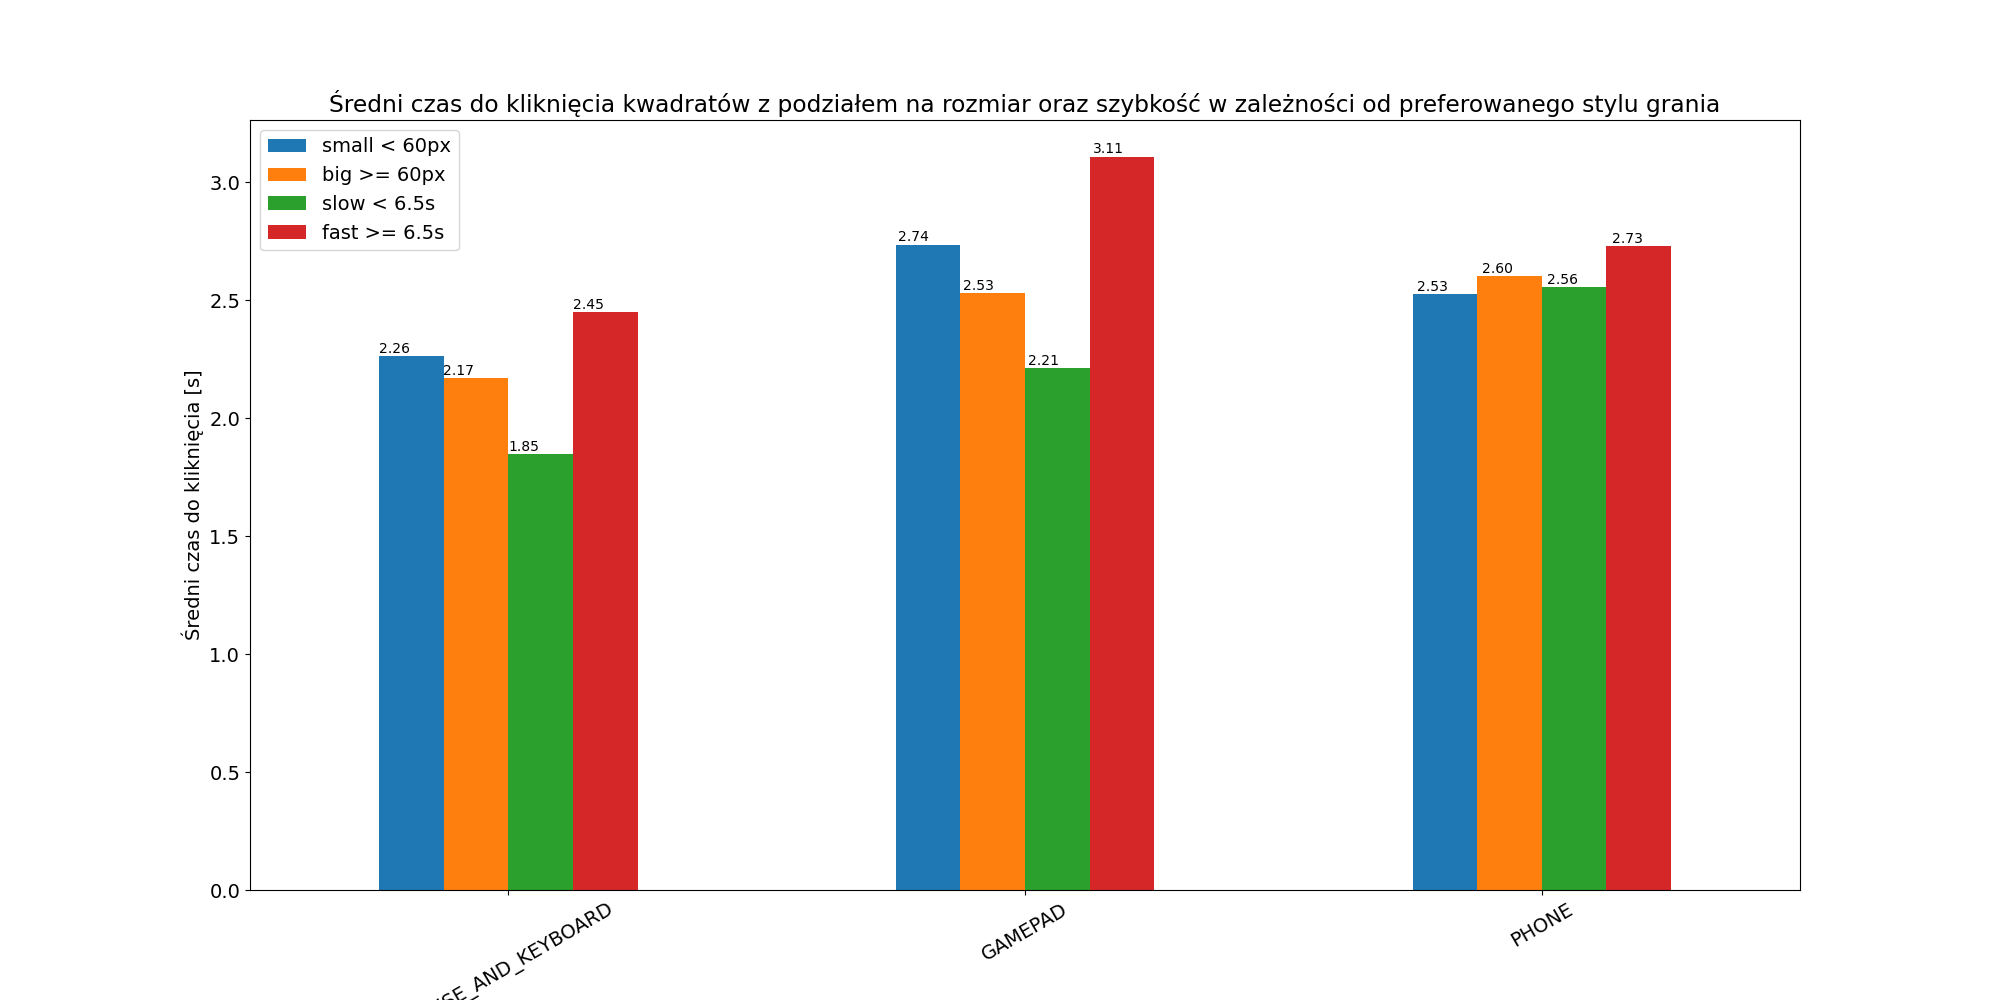 Średni czas do kliknięcia kwadratów z podziałem na rozmiar oraz szybkość w zależności od preferowanego stylu grania
small < 60px
big >= 60px
slow < 6.5s
fast >= 6.5s
Średni czas do kliknięcia [s]
3.0
2.5
2.0
1.5
1.0
0.5
0.0
2.26
2.17
1.85
2.45
2.74
2.53
2.21
3.11
2.53
2.60
2.56
2.73
SE_AND_KEYBOARD
GAMEPAD
PHONE